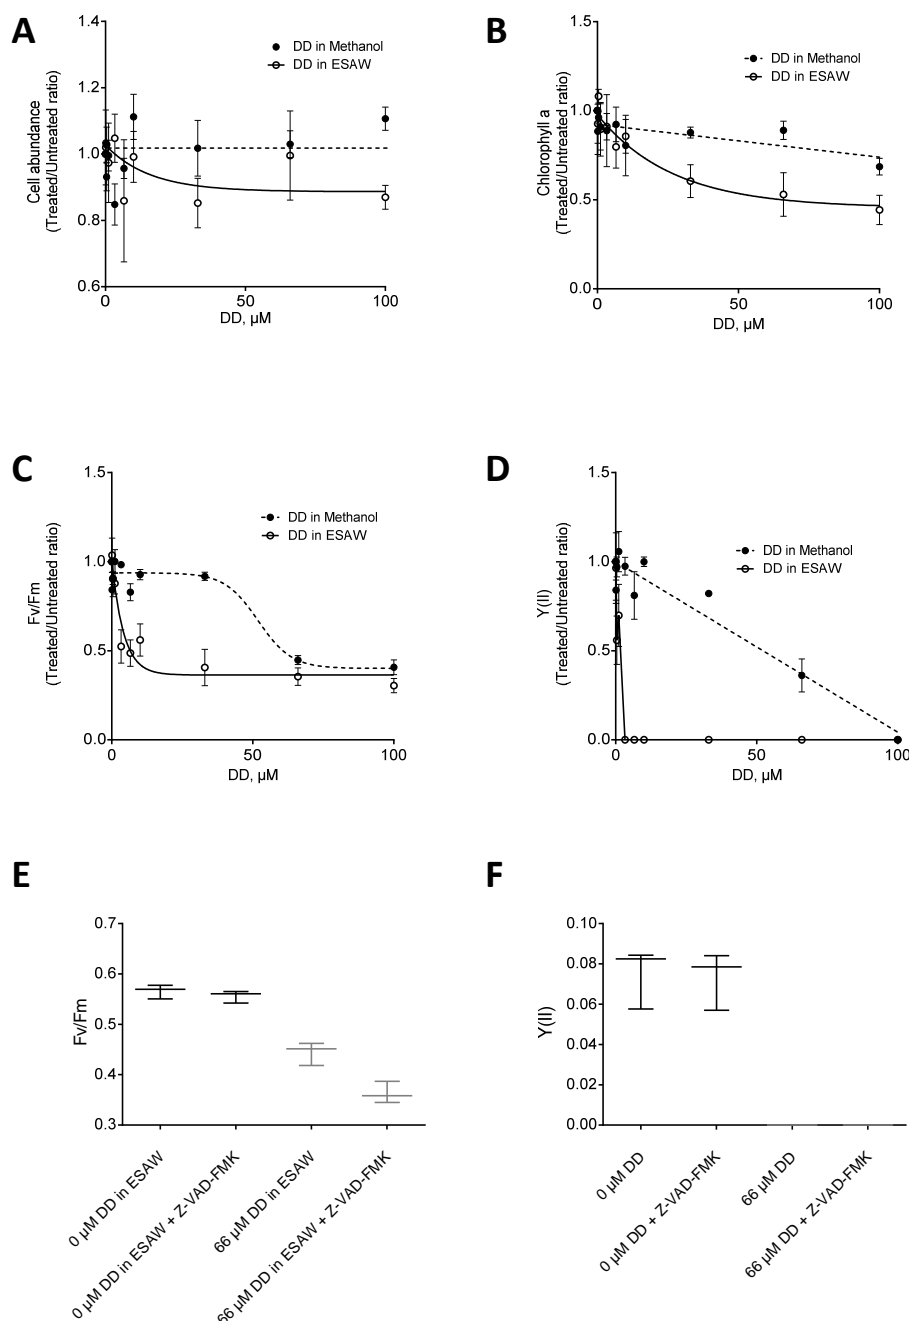 A
Cell abundance
(Treated/Untreated ratio)
1.4
1.2
1.0
0.8
0.6
DD in Methanol
DD in ESAW
0
50
100
DD, µM
B
Chlorophyll a
(Treated/Untreated ratio)
1.5
1.0
0.5
0.0
DD in Methanol
DD in ESAW
0
50
100
DD, µM
C
Fv/Fm
(Treated/Untreated ratio)
1.5
1.0
0.5
0.0
DD in Methanol
DD in ESAW
0
50
100
DD, µM
D
Y(II)
(Treated/Untreated ratio)
1.5
1.0
0.5
0.0
DD in Methanol
DD in ESAW
0
50
100
DD, µM
E
Fv/Fm
0.7
0.6
0.5
0.4
0.3
0 µM DD in ESAW
0 µM DD in ESAW + Z-VAD-FMK
66 µM DD in ESAW
66 µM DD in ESAW + Z-VAD-FMK
F
Y(II)
0.10
0.08
0.06
0.04
0.02
0.00
0 µM DD
0 µM DD + Z-VAD-FMK
66 µM DD
66 µM DD + Z-VAD-FMK